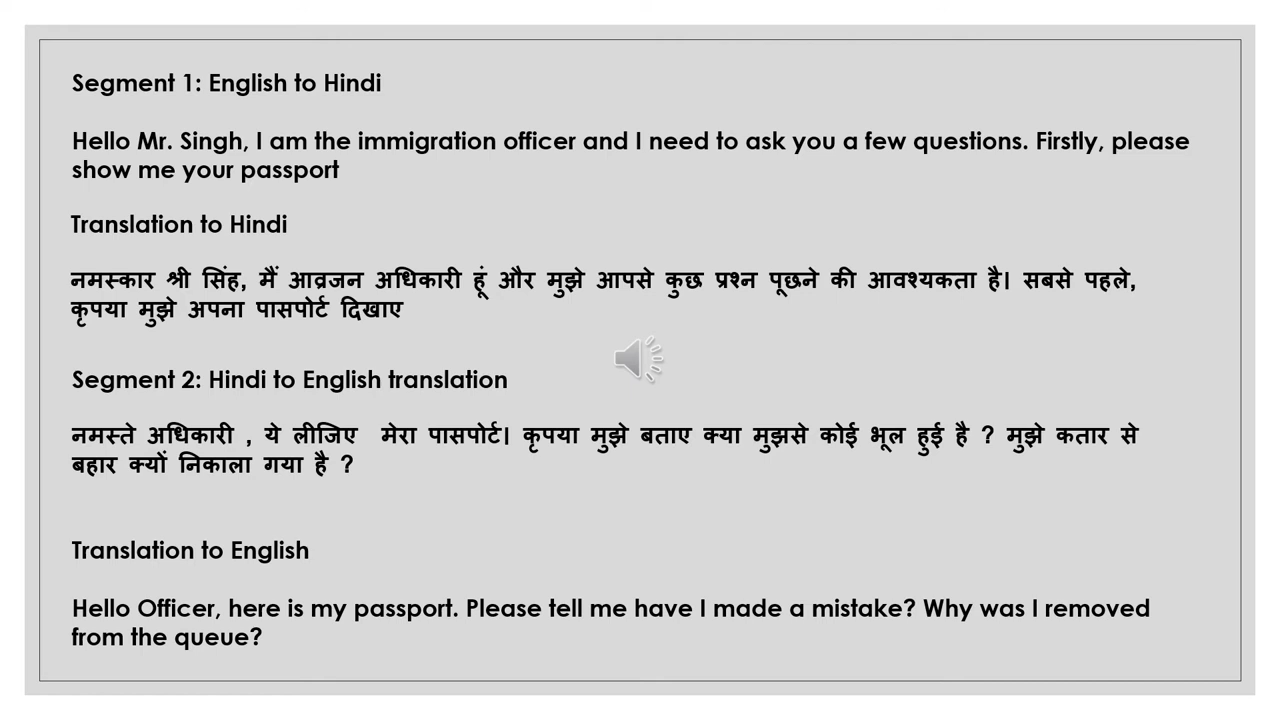 Segment 1: English to Hindi
Hello Mr. Singh, I am the immigration officer and I need to ask you a few questions. Firstly, please
show me your passport
Translation to Hindi
नमस्कार श्री सिंह, मैं आव्रजन अधिकारी हूं और मुझे आपसे कुछ प्रश्न पूछने की आवश्यकता है। सबसे पहले,
कृपया मुझे अपना पासपोर्ट दिखाए
Segment 2: Hindi to English translation
नमस्ते अधिकारी , ये लीजिए मेरा पासपोर्ट। कृपया मुझे बताए क्या मुझसे कोई भूल हुई है ? मुझे कतार से
बहार क्यों निकाला गया है ?
Translation to English
Hello Officer, here is my passport. Please tell me have I made a mistake? Why was I removed
from the queue?